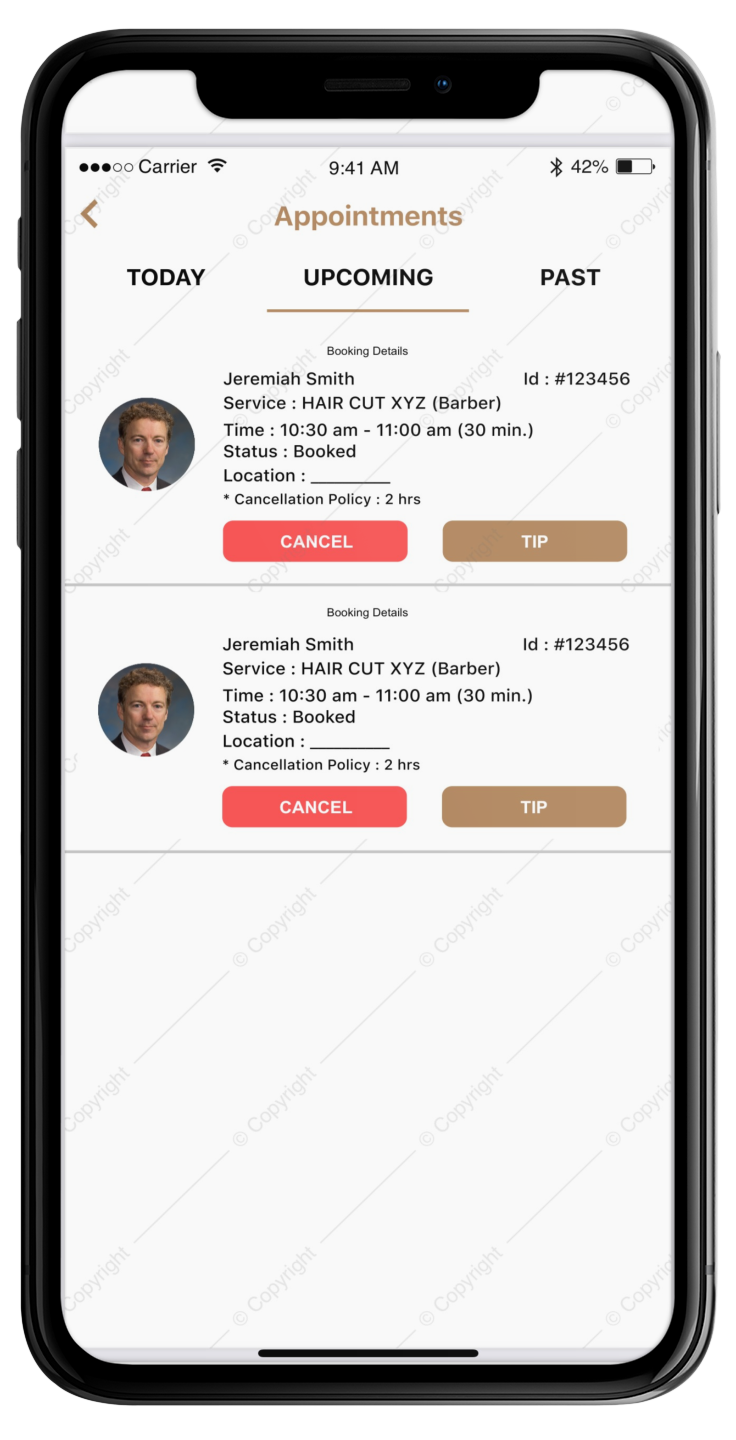 Carrier 9:41 AM 42%
Appointments
TODAY UPCOMING PAST
Booking Details
Jeremiah Smith Id : #123456
Service : HAIR CUT XYZ (Barber)
Time : 10:30 am - 11:00 am (30 min.)
Status : Booked
Location : ________
* Cancellation Policy : 2 hrs
CANCEL TIP
Booking Details
Jeremiah Smith Id : #123456
Service : HAIR CUT XYZ (Barber)
Time : 10:30 am - 11:00 am (30 min.)
Status : Booked
Location : ________
* Cancellation Policy : 2 hrs
CANCEL TIP
© Copyright